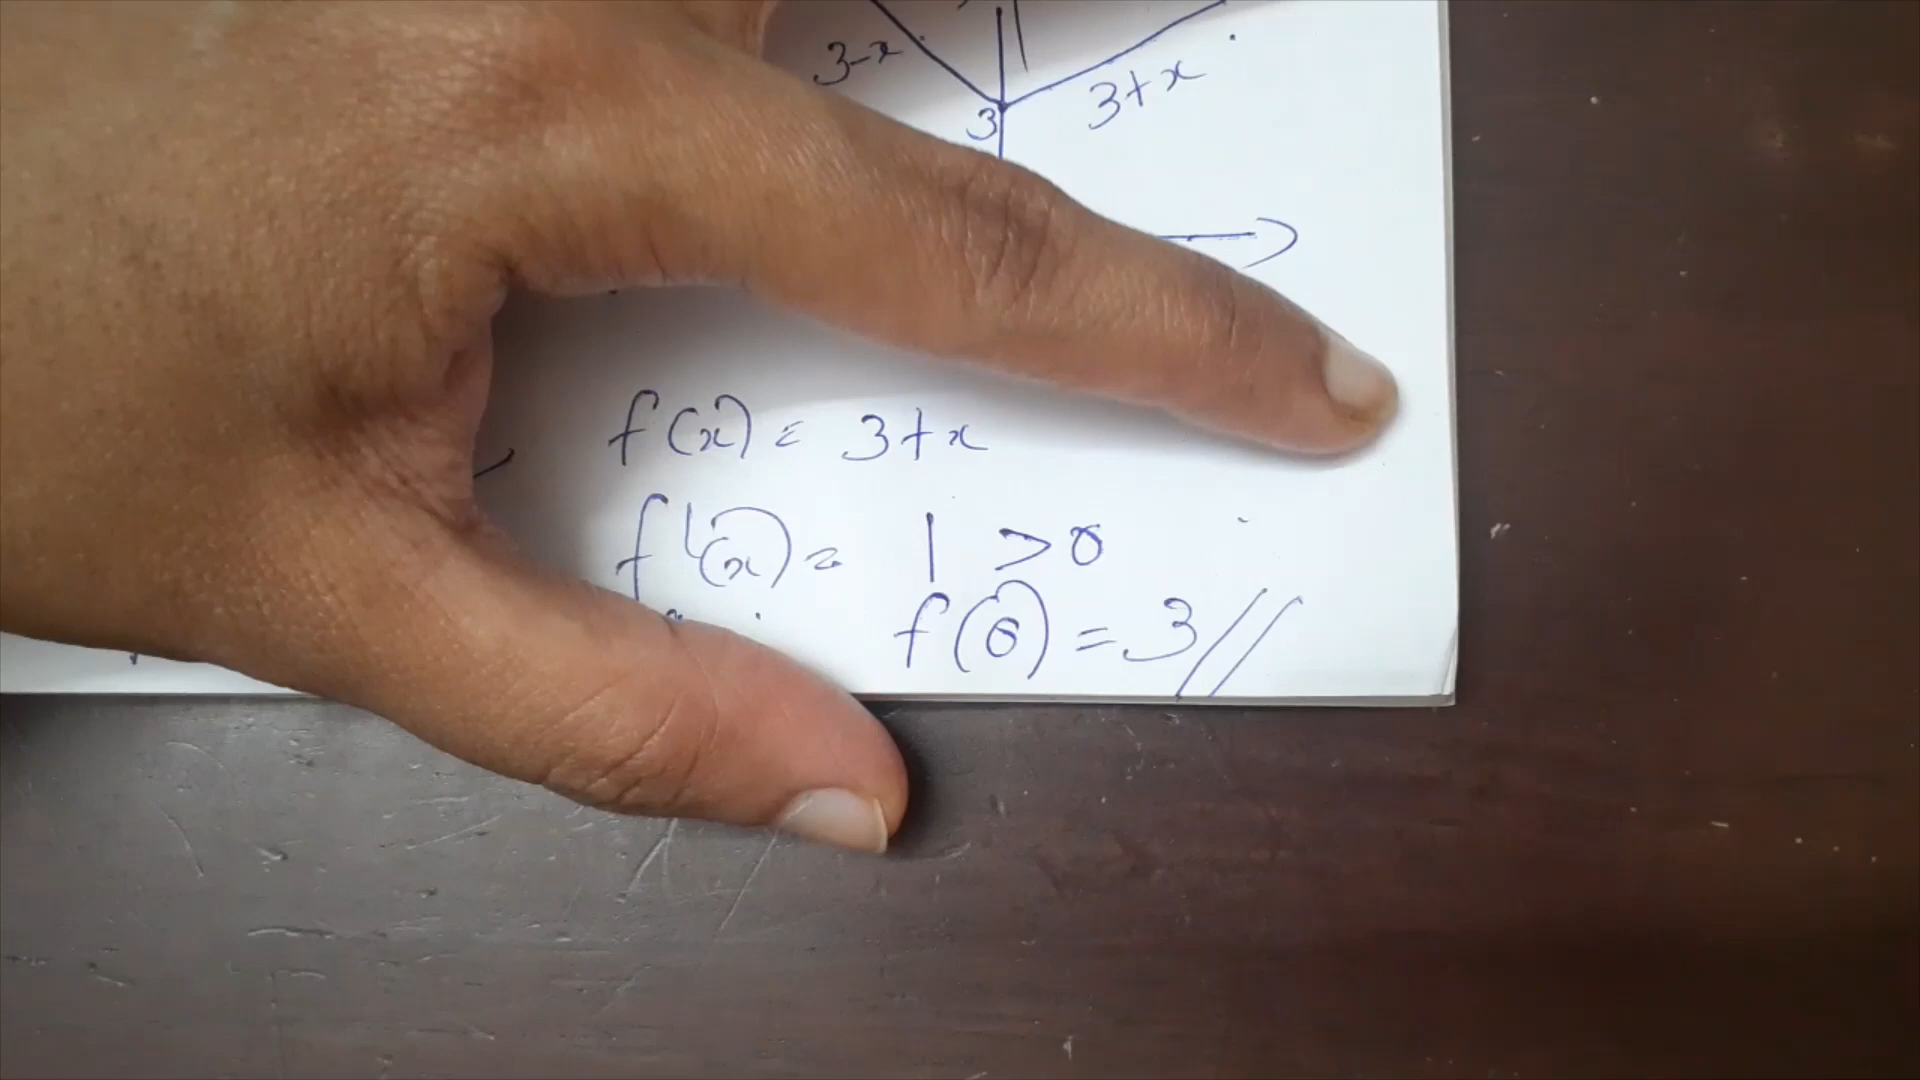 3-x
3+x
3
f(x) = 3+x
f'(x) = 1 > 0
f(0) = 3//